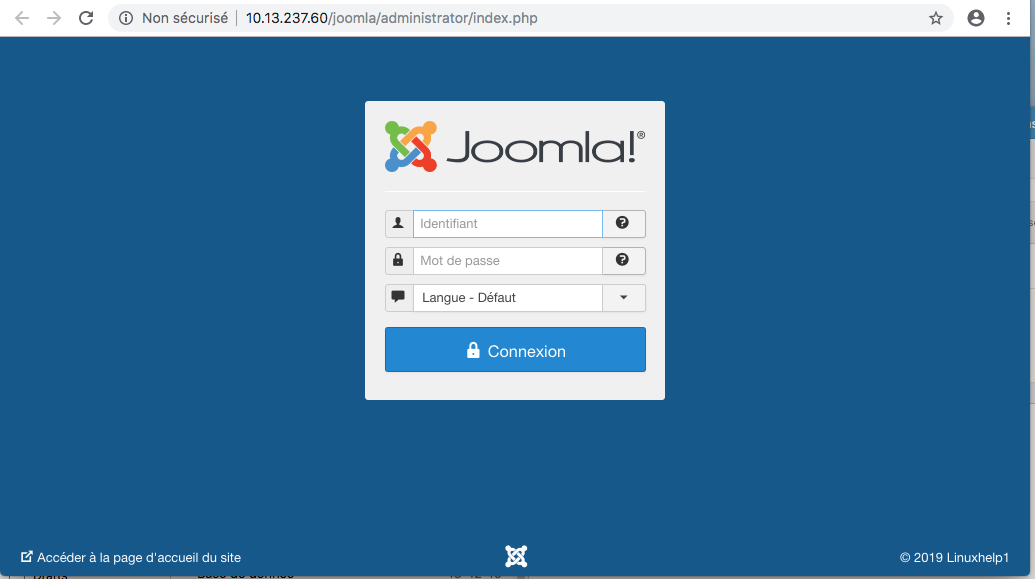 Non sécurisé 10.13.237.60/joomla/administrator/index.php
Joomla!®
Identifiant
Mot de passe
Langue - Défaut
Connexion
Accéder à la page d'accueil du site
© 2019 Linuxhelp1